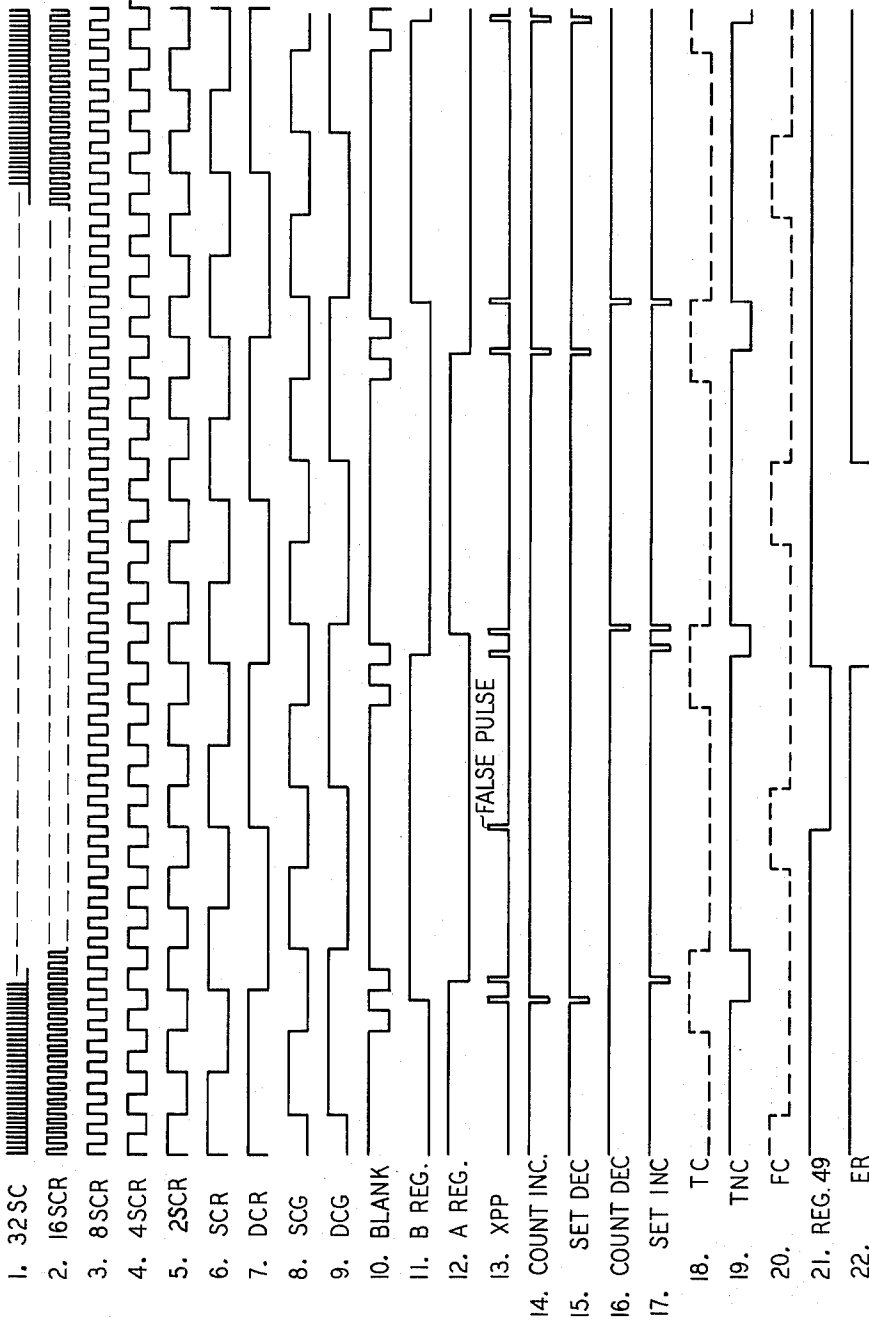 1. 32SC
2. 16SCR
3. 8SCR
4. 4SCR
5. 2SCR
6. SCR
7. DCR
8. SCG
9. DCG
10. BLANK
11. B REG.
12. A REG.
13. XPP
FALSE PULSE
14. COUNT INC.
15. SET DEC
16. COUNT DEC
17. SET INC
18. TC
19. TNC
20. FC
21. REG. 49
22. ER